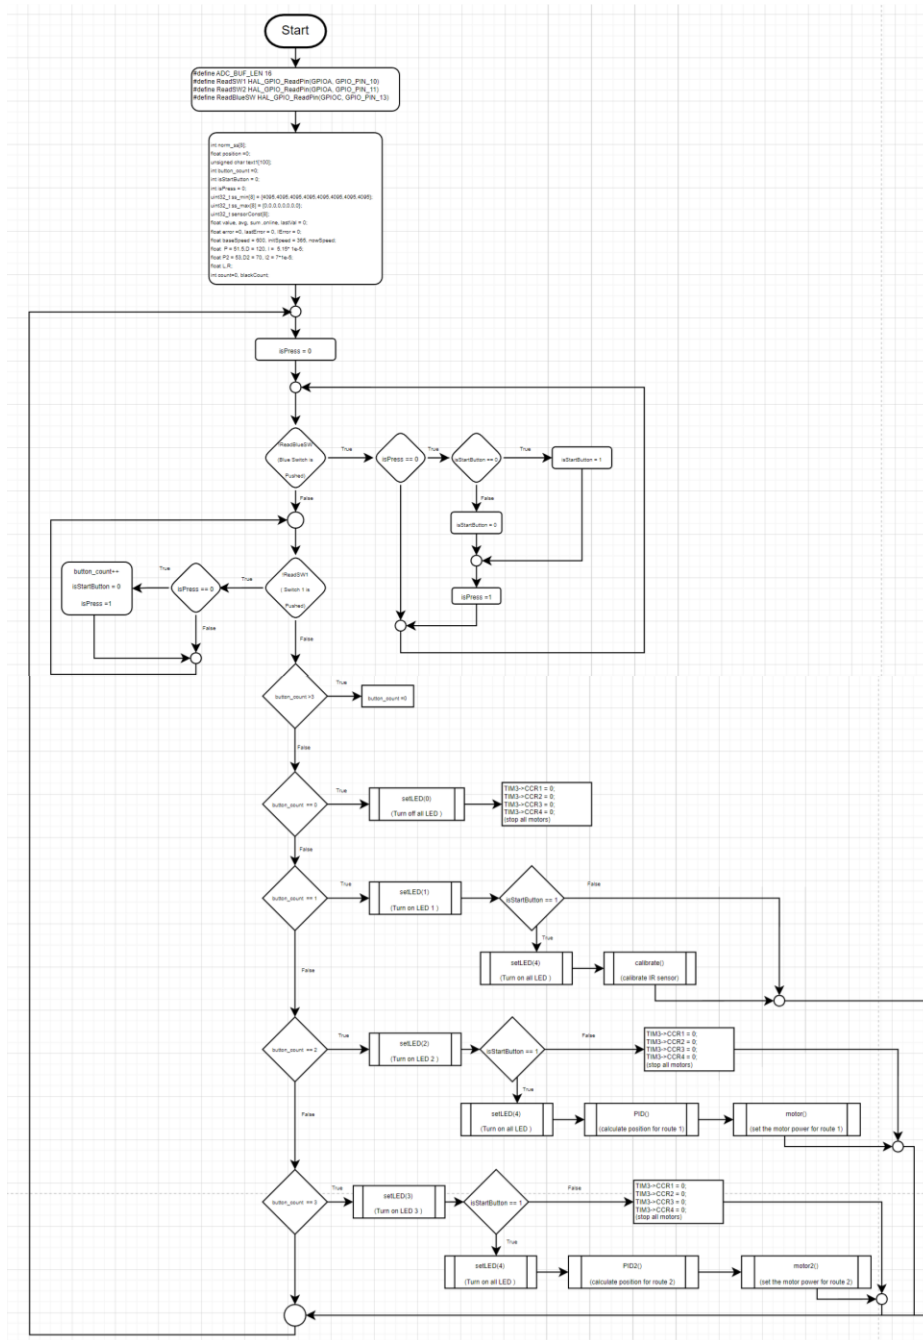 Start
#define ADC_BUF_LEN 16
#define ReadSW1 HAL_GPIO_ReadPin(GPIOA, GPIO_PIN_10)
#define ReadSW2 HAL_GPIO_ReadPin(GPIOA, GPIO_PIN_11)
#define ReadBlueSW HAL_GPIO_ReadPin(GPIOC, GPIO_PIN_13)
int norm_ss[8];
float position =0;
unsigned char text1[100];
int button_count =0;
int isStartButton = 0;
int isPress = 0;
uint32_t ss_min[8] = {4095,4095,4095,4095,4095,4095,4095,4095};
uint32_t ss_max[8] = {0,0,0,0,0,0,0,0};
uint32_t sensorConst[8];
float value, avg, sum ,online, lastVal = 0;
float error =0, lastError = 0, IError = 0;
float baseSpeed = 600, initSpeed = 365, nowSpeed;
float P = 51.5,D = 120, I =
float P2 = 53,D2 = 70, I2 = 7*1e-5;
float L,R;
int count=0, blackCount;
isPress = 0
!ReadBlueSW
(Blue Switch is
Pushed)
True
isPress == 0
True
isStartButton == 0
True
isStartButton = 1
False
False
isStartButton = 0
button_count++
isStartButton = 0
isPress =1
True
isPress == 0
True
!ReadSW1
( Switch 1 is
Pushed)
isPress =1
False
False
button_count >3
True
button_count =0
False
button_count == 0
True
setLED(0)
(Turn off all LED )
TIM3->CCR1 = 0;
TIM3->CCR2 = 0;
TIM3->CCR3 = 0;
TIM3->CCR4 = 0;
(stop all motors)
False
button_count == 1
True
setLED(1)
(Turn on LED 1 )
isStartButton == 1
False
True
setLED(4)
(Turn on all LED )
calibrate()
(calibrate IR sensor)
False
button_count == 2
True
setLED(2)
(Turn on LED 2 )
isStartButton == 1
False
TIM3->CCR1 = 0;
TIM3->CCR2 = 0;
TIM3->CCR3 = 0;
TIM3->CCR4 = 0;
(stop all motors)
True
setLED(4)
(Turn on all LED )
PID()
(calculate position for route 1)
motor()
(set the motor power for route 1)
False
button_count == 3
True
setLED(3)
(Turn on LED 3 )
isStartButton == 1
False
TIM3->CCR1 = 0;
TIM3->CCR2 = 0;
TIM3->CCR3 = 0;
TIM3->CCR4 = 0;
(stop all motors)
True
setLED(4)
(Turn on all LED )
PID2()
(calculate position for route 2)
motor2()
(set the motor power for route 2)
False